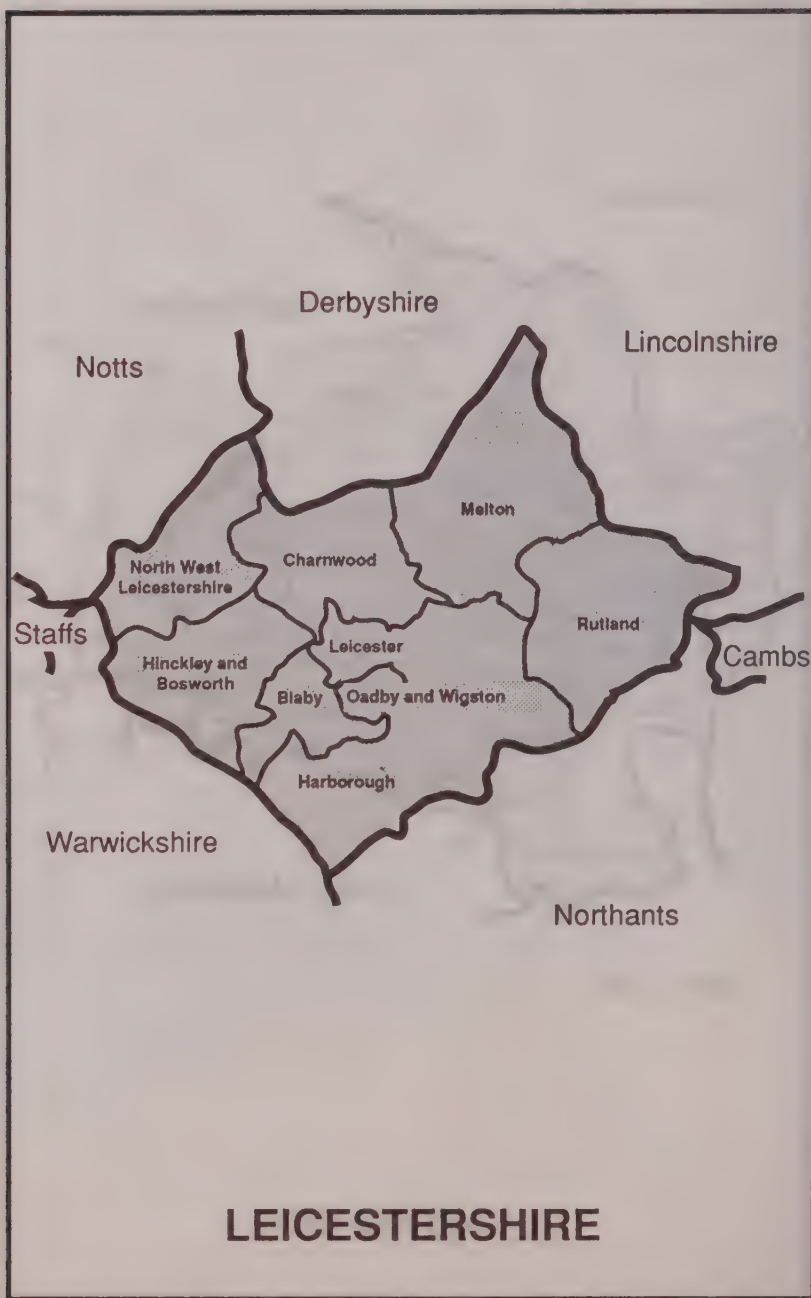 Derbyshire
Lincolnshire
Notts
Melton
Charnwood
North West
Leicestershire
Rutland
Staffs
Leicester
Cambs
Hinckley and
Bosworth
Blaby
Oadby and Wigston
Harborough
Warwickshire
Northants
LEICESTERSHIRE